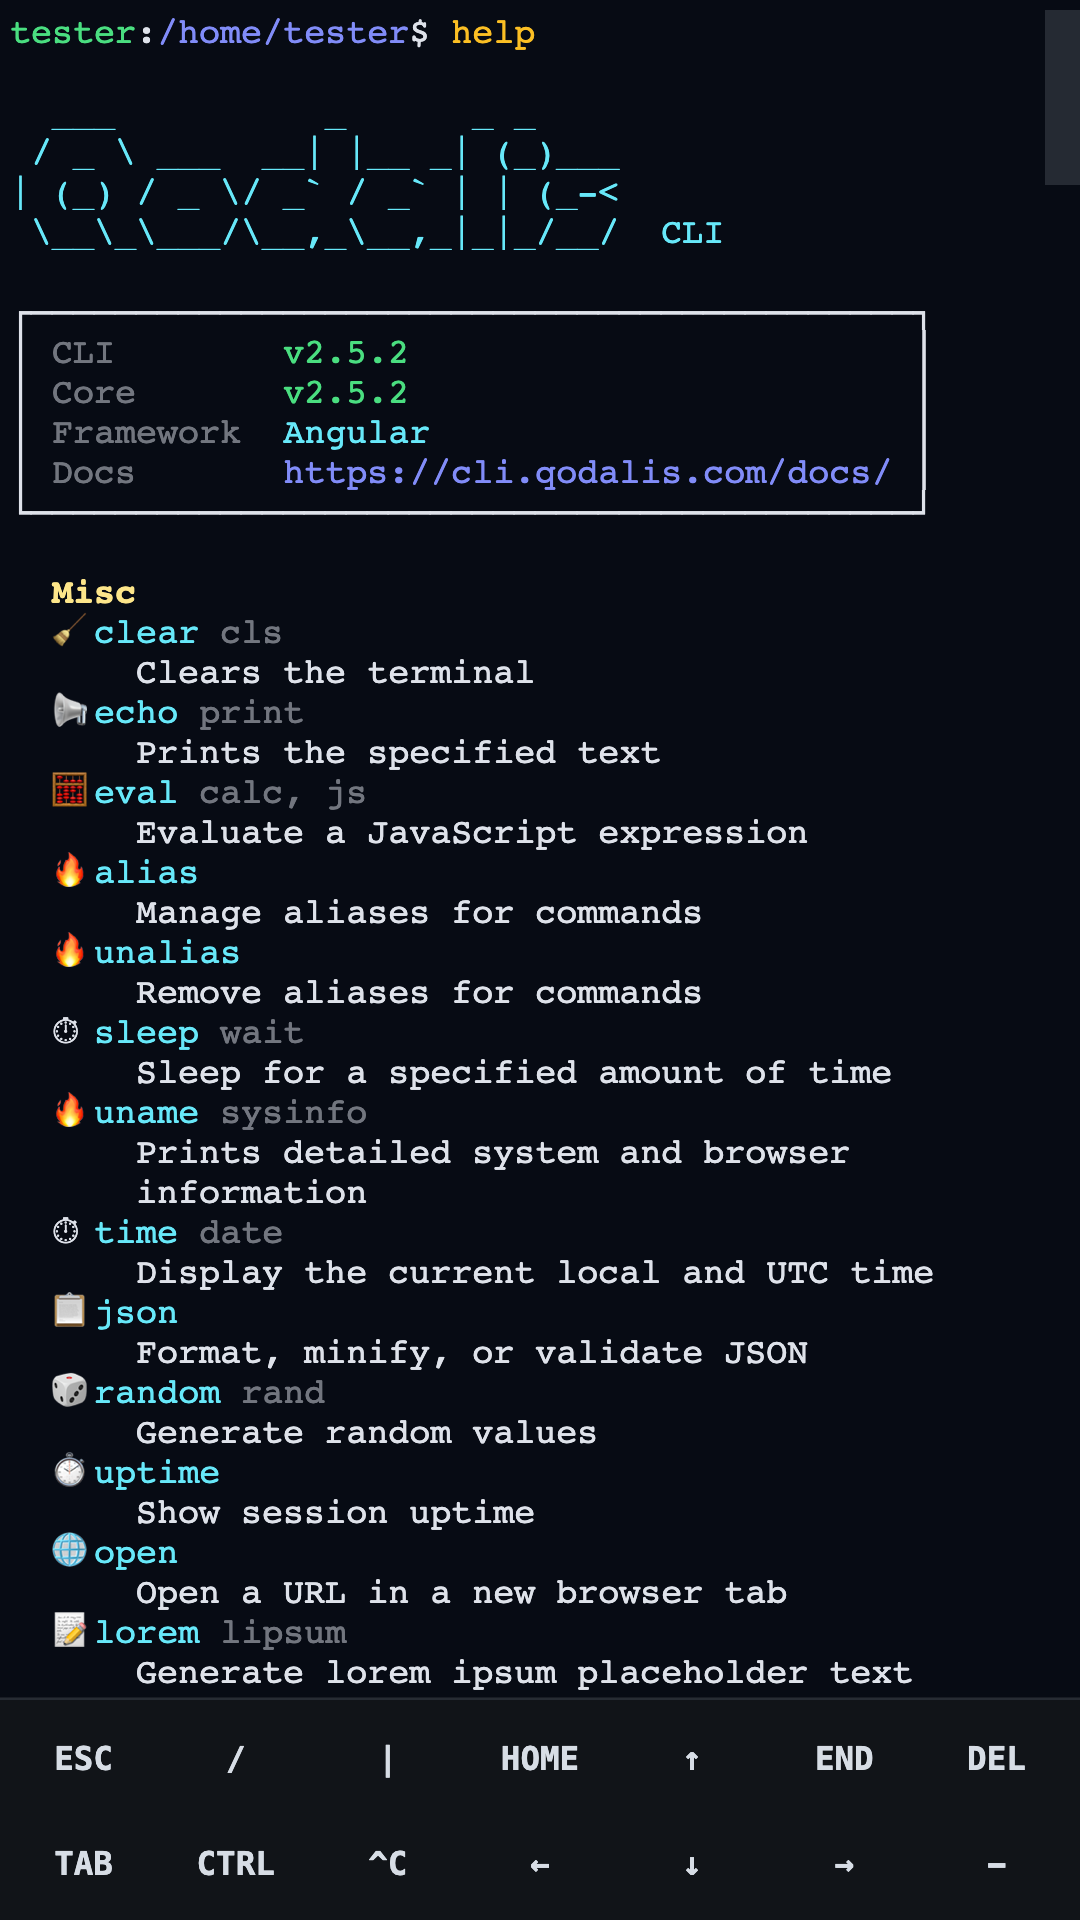 tester:/home/tester$ help
Qodalis CLI
CLI v2.5.2
Core v2.5.2
Framework Angular
Docs https://cli.qodalis.com/docs/
Misc
clear cls
Clears the terminal
echo print
Prints the specified text
eval calc, js
Evaluate a JavaScript expression
alias
Manage aliases for commands
unalias
Remove aliases for commands
sleep wait
Sleep for a specified amount of time
uname sysinfo
Prints detailed system and browser
information
time date
Display the current local and UTC time
json
Format, minify, or validate JSON
random rand
Generate random values
uptime
Show session uptime
open
Open a URL in a new browser tab
lorem lipsum
Generate lorem ipsum placeholder text
ESC / | HOME ↑ END DEL
TAB CTRL ^C ← ↓ → −